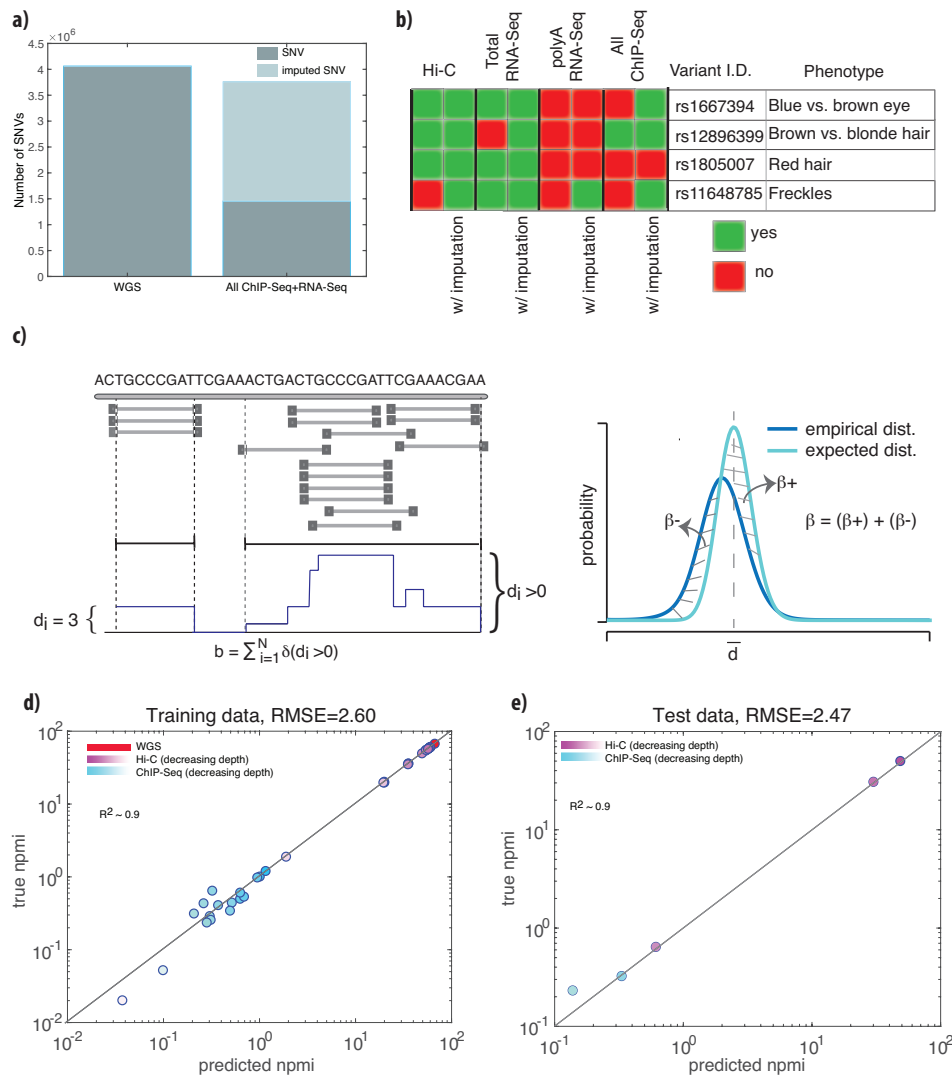 a)
×10⁶
4.5
4
3.5
3
2.5
2
1.5
1
0.5
0
Number of SNVs
SNV
imputed SNV
WGS
All ChIP-Seq+RNA-Seq
b)
Hi-C
Total RNA-Seq
polyA RNA-Seq
All ChIP-Seq
Variant I.D.
Phenotype
rs1667394 Blue vs. brown eye
rs12896399 Brown vs. blonde hair
rs1805007 Red hair
rs11648785 Freckles
w/ imputation
w/ imputation
w/ imputation
w/ imputation
yes
no
c)
ACTGCCCGATTCGAAACTGACTGCCCGATTCGAAACGAA
dᵢ = 3 {
} dᵢ >0
b = ∑ᴺᵢ₌₁ δ(dᵢ >0)
probability
empirical dist.
expected dist.
β-
β+
β = (β+) + (β-)
d̅
d)
Training data, RMSE=2.60
WGS
Hi-C (decreasing depth)
ChIP-Seq (decreasing depth)
R² ~ 0.9
true npmi
10²
10¹
10⁰
10⁻¹
10⁻²
10⁻² 10⁻¹ 10⁰ 10¹ 10²
predicted npmi
e)
Test data, RMSE=2.47
Hi-C (decreasing depth)
ChIP-Seq (decreasing depth)
R² ~ 0.9
true npmi
10²
10¹
10⁰
10⁻¹
10⁻¹ 10⁰ 10¹ 10²
predicted npmi